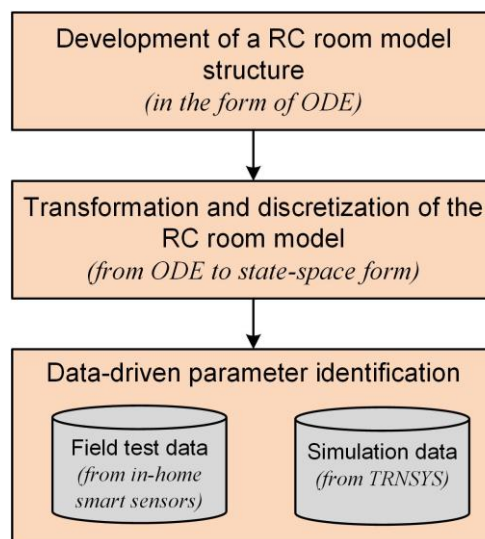 Development of a RC room model
structure
(in the form of ODE)
Transformation and discretization of the
RC room model
(from ODE to state-space form)
Data-driven parameter identification
Field test data
(from in-home
smart sensors)
Simulation data
(from TRNSYS)